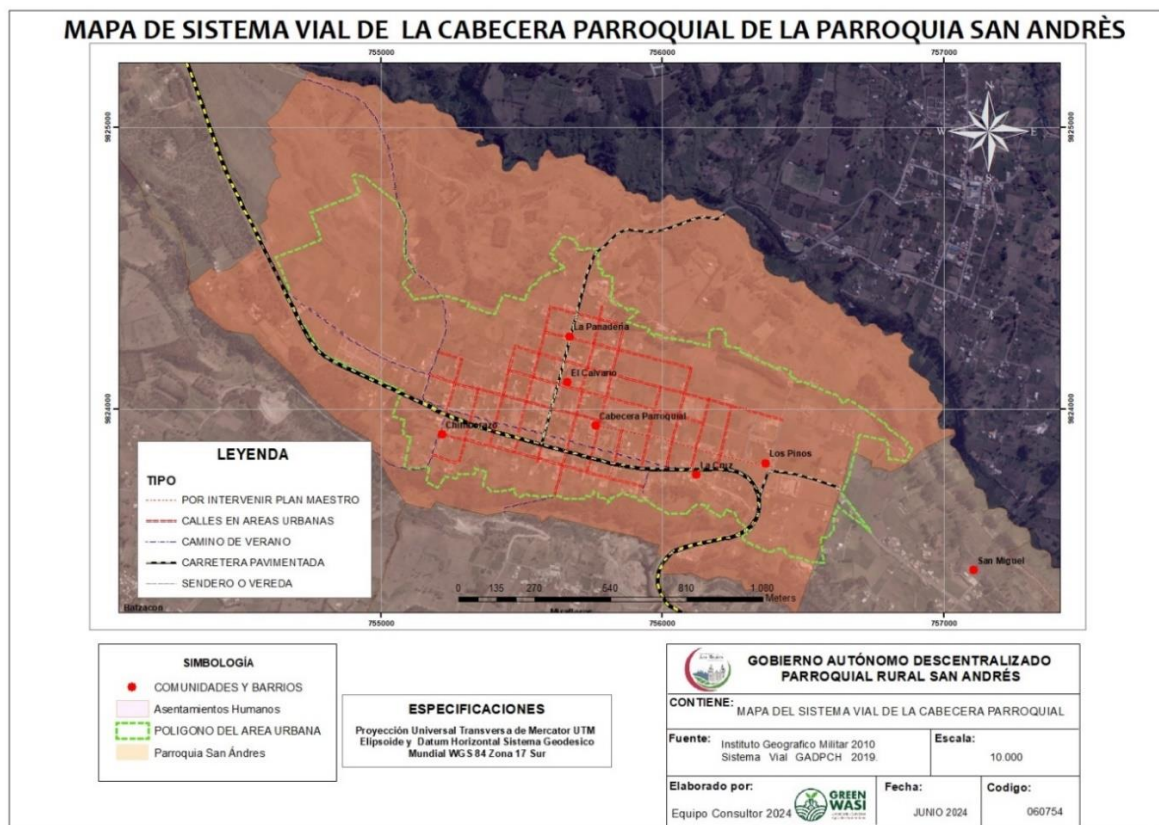 MAPA DE SISTEMA VIAL DE LA CABECERA PARROQUIAL DE LA PARROQUIA SAN ANDRÈS
755000
756000
757000
9825000
9825000
N
W
E
S
La Panaderia
El Calvario
9824000
9824000
Cabecera Parroquial
Chimborazo
Los Pinos
La Cruz
San Miguel
LEYENDA
TIPO
POR INTERVENIR PLAN MAESTRO
CALLES EN AREAS URBANAS
CAMINO DE VERANO
CARRETERA PAVIMENTADA
SENDERO O VEREDA
0 135 270 540 810 1.080
Meters
Batzacon
755000
756000
757000
SIMBOLOGÍA
COMUNIDADES Y BARRIOS
Asentamientos Humanos
POLIGONO DEL AREA URBANA
Parroquia San Ándres
ESPECIFICACIONES
Proyección Universal Transversa de Mercator UTM
Elipsoide y Datum Horizontal Sistema Geodesico
Mundial WGS 84 Zona 17 Sur
GOBIERNO AUTÓNOMO DESCENTRALIZADO
PARROQUIAL RURAL SAN ANDRÉS
CONTIENE: MAPA DEL SISTEMA VIAL DE LA CABECERA PARROQUIAL
Fuente: Instituto Geografico Militar 2010
Sistema Vial GADPCH 2019.
Escala:
10.000
Elaborado por:
Equipo Consultor 2024
GREEN
WASI
Fecha:
JUNIO 2024
Codigo:
060754